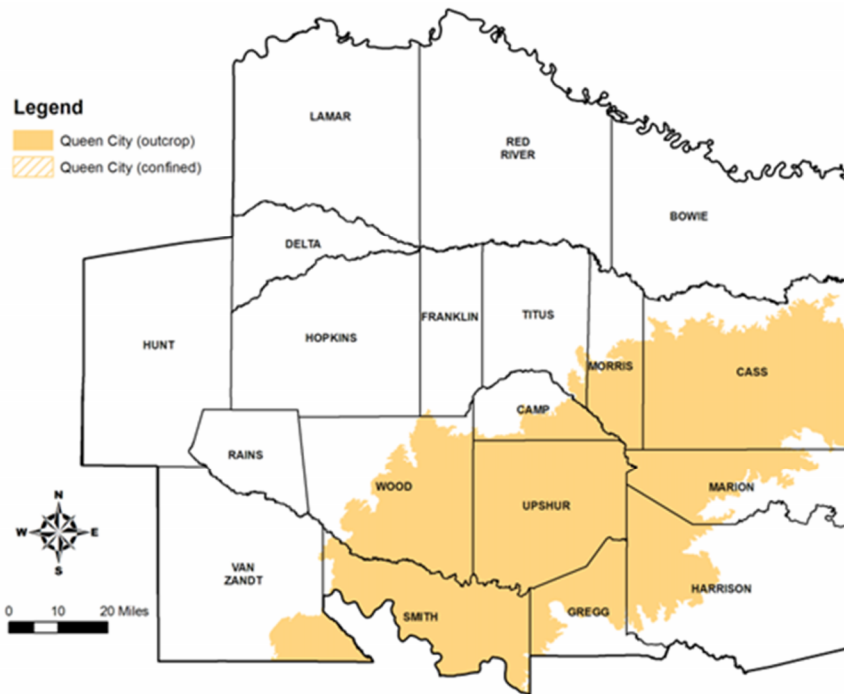 Legend
Queen City (outcrop)
Queen City (confined)
LAMAR
RED
RIVER
BOWIE
DELTA
HUNT
HOPKINS
FRANKLIN
TITUS
MORRIS
CASS
CAMP
RAINS
WOOD
UPSHUR
MARION
VAN
ZANDT
SMITH
GREGG
HARRISON
N
W E
S
0 10 20 Miles